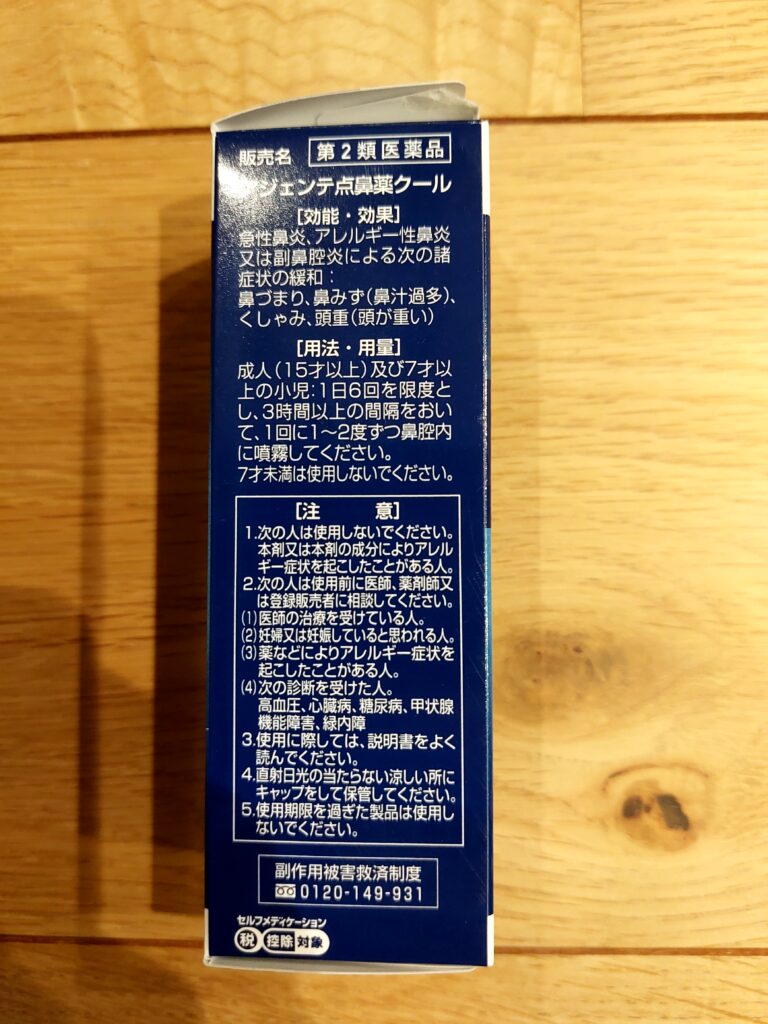 販売名 第2類医薬品
ジェンテ点鼻薬クール
[効能・効果]
急性鼻炎、アレルギー性鼻炎
又は副鼻腔炎による次の諸
症状の緩和：
鼻づまり、鼻みず(鼻汁過多)、
くしゃみ、頭重(頭が重い)
[用法・用量]
成人(15才以上)及び7才以
上の小児:1日6回を限度と
し、3時間以上の間隔をおい
て、1回に1〜2度ずつ鼻腔内
に噴霧してください。
7才未満は使用しないでください。
[注 意]
1.次の人は使用しないでください。
本剤又は本剤の成分によりアレル
ギー症状を起こしたことがある人。
2.次の人は使用前に医師、薬剤師又
は登録販売者に相談してください。
(1)医師の治療を受けている人。
(2)妊婦又は妊娠していると思われる人。
(3)薬などによりアレルギー症状を
起こしたことがある人。
(4)次の診断を受けた人。
高血圧、心臓病、糖尿病、甲状腺
機能障害、緑内障
3.使用に際しては、説明書をよく
読んでください。
4.直射日光の当たらない涼しい所に
キャップをして保管してください。
5.使用期限を過ぎた製品は使用し
ないでください。
副作用被害救済制度
0120-149-931
セルフメディケーション
税 控除 対象